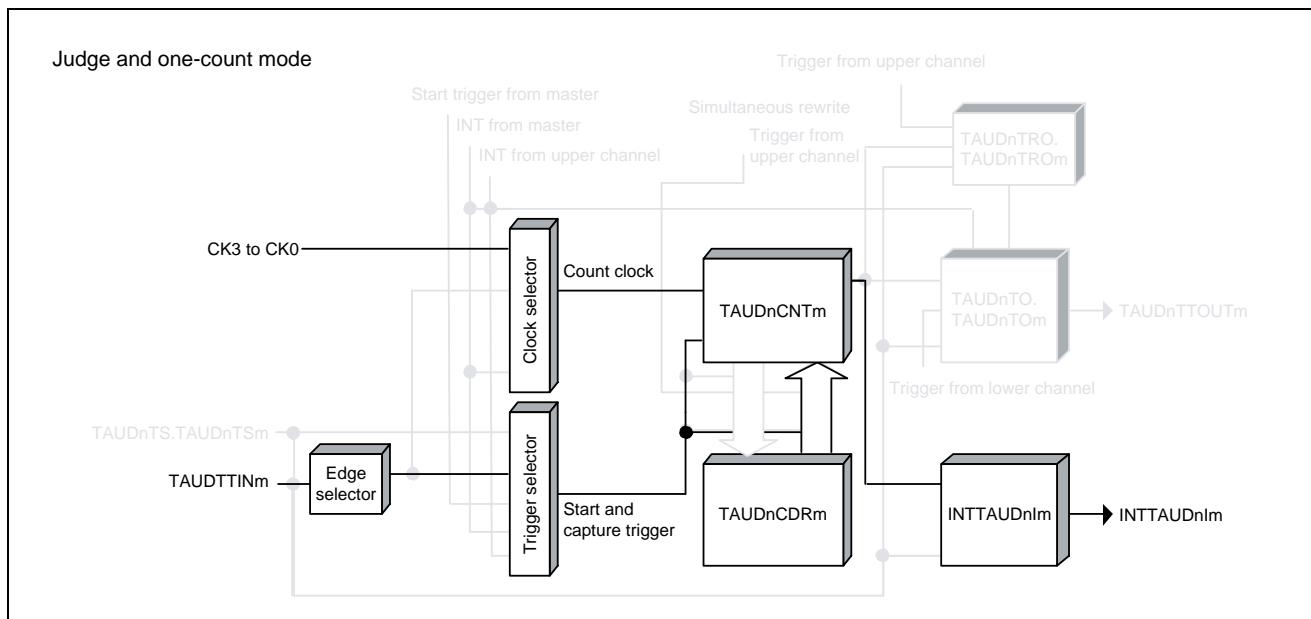 Judge and one-count mode
Trigger from upper channel
Start trigger from master
Simultaneous rewrite
INT from master
Trigger from
upper channel
INT from upper channel
TAUDnTRO.
TAUDnTROm
CK3 to CK0
Clock selector
Count clock
TAUDnCNTm
TAUDnTO.
TAUDnTOm
TAUDnTTOUTm
Trigger from lower channel
TAUDnTS.TAUDnTSm
TAUDTTINm
Edge
selector
Trigger selector
Start and
capture trigger
TAUDnCDRm
INTTAUDnIm
INTTAUDnIm